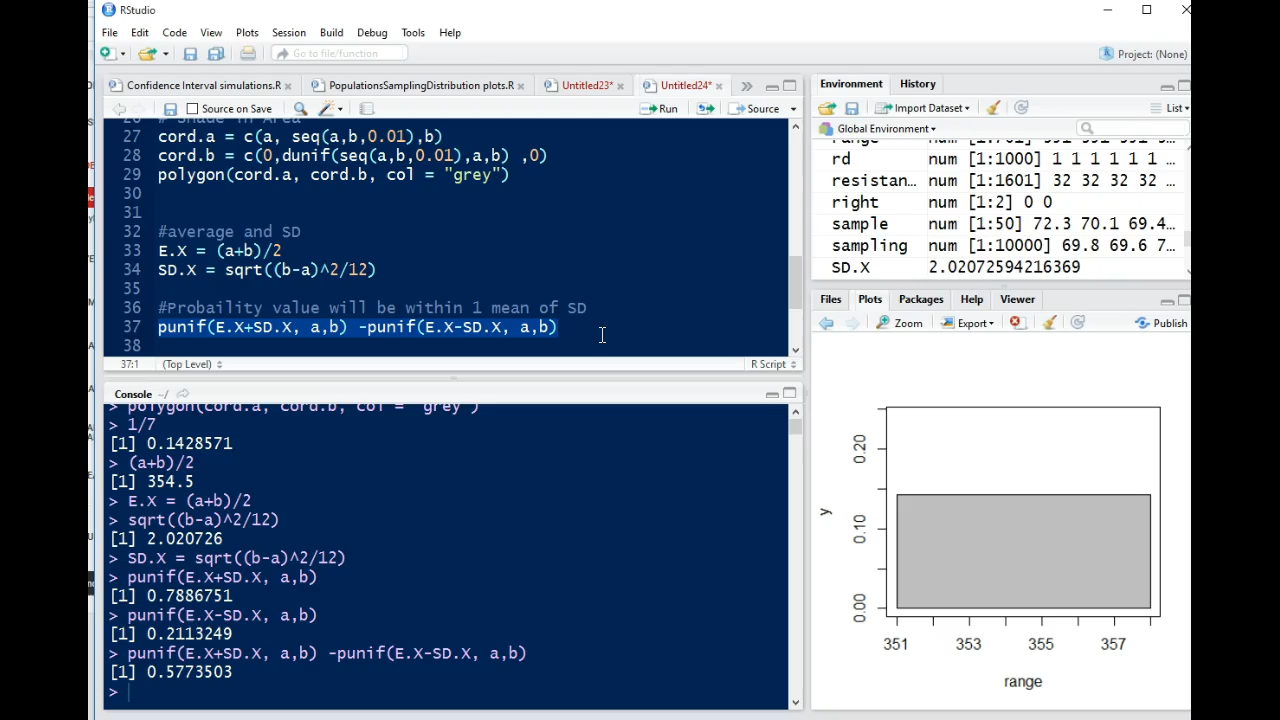 RStudio
File Edit Code View Plots Session Build Debug Tools Help
Go to file/function
Project: (None)
Confidence Interval simulations.R
PopulationsSamplingDistribution plots.R
Untitled23*
Untitled24*
Source on Save
Run
Source
26 # Shade in Area
27 cord.a = c(a, seq(a,b,0.01),b)
28 cord.b = c(0,dunif(seq(a,b,0.01),a,b) ,0)
29 polygon(cord.a, cord.b, col = "grey")
30
31
32 #average and SD
33 E.X = (a+b)/2
34 SD.X = sqrt((b-a)^2/12)
35
36 #Probaility value will be within 1 mean of SD
37 punif(E.X+SD.X, a,b) -punif(E.X-SD.X, a,b)
38
37:1 (Top Level) R Script
Console ~/
> polygon(cord.a, cord.b, col = "grey")
> 1/7
[1] 0.1428571
> (a+b)/2
[1] 354.5
> E.X = (a+b)/2
> sqrt((b-a)^2/12)
[1] 2.020726
> SD.X = sqrt((b-a)^2/12)
> punif(E.X+SD.X, a,b)
[1] 0.7886751
> punif(E.X-SD.X, a,b)
[1] 0.2113249
> punif(E.X+SD.X, a,b) -punif(E.X-SD.X, a,b)
[1] 0.5773503
>
Environment History
Import Dataset
List
Global Environment
rd num [1:1000] 1 1 1 1 1 1 …
resistan… num [1:1601] 32 32 32 32 …
right num [1:2] 0 0
sample num [1:50] 72.3 70.1 69.4…
sampling num [1:10000] 69.8 69.6 7…
SD.X 2.02072594216369
Files Plots Packages Help Viewer
Zoom Export Publish
0.20
0.10
0.00
y
351 353 355 357
range